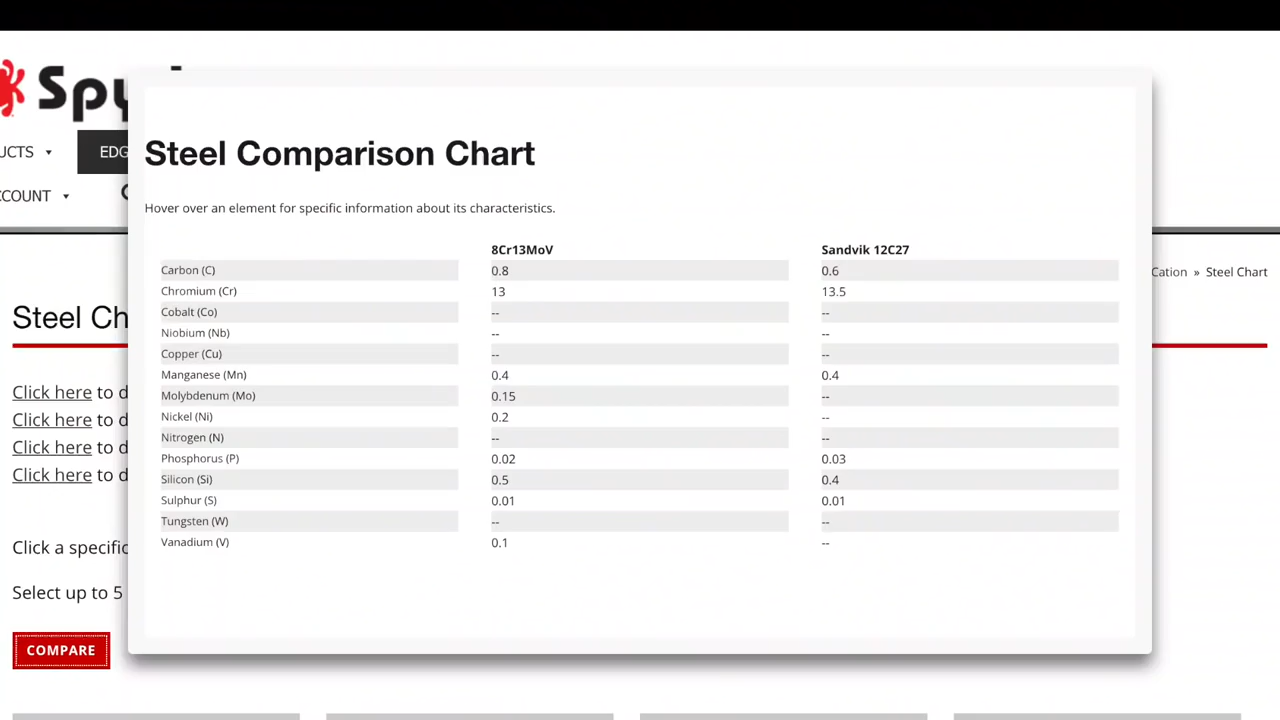 Spy
UCTS
EDG
CCOUNT
Steel Comparison Chart
Hover over an element for specific information about its characteristics.
8Cr13MoV Sandvik 12C27
Carbon (C) 0.8 0.6
Chromium (Cr) 13 13.5
Cobalt (Co) -- --
Niobium (Nb) -- --
Copper (Cu) -- --
Manganese (Mn) 0.4 0.4
Molybdenum (Mo) 0.15 --
Nickel (Ni) 0.2 --
Nitrogen (N) -- --
Phosphorus (P) 0.02 0.03
Silicon (Si) 0.5 0.4
Sulphur (S) 0.01 0.01
Tungsten (W) -- --
Vanadium (V) 0.1 --
Cation » Steel Chart
Steel Ch
Click here to d
Click here to d
Click here to d
Click here to d
Click a specific
Select up to 5
COMPARE